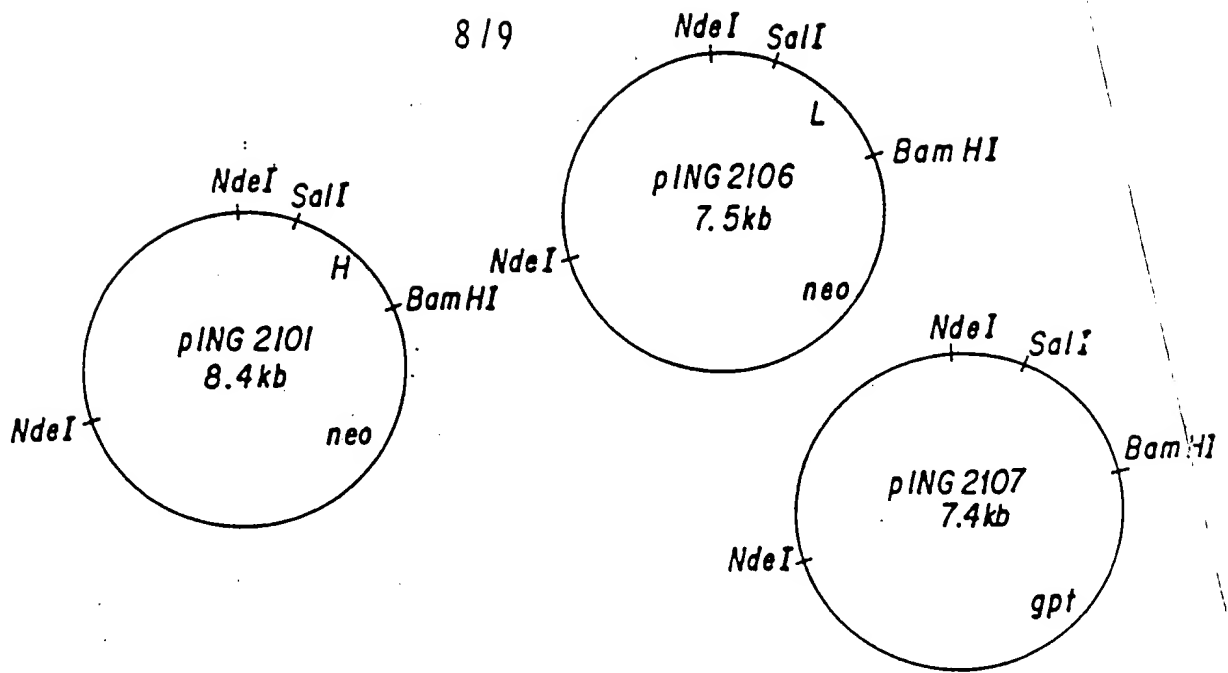 8/9
NdeI
SalI
L
BamHI
pING 2106
7.5kb
NdeI
neo
NdeI
SalI
H
BamHI
pING 2101
8.4kb
NdeI
neo
NdeI
SalI
BamHI
pING 2107
7.4kb
NdeI
gpt